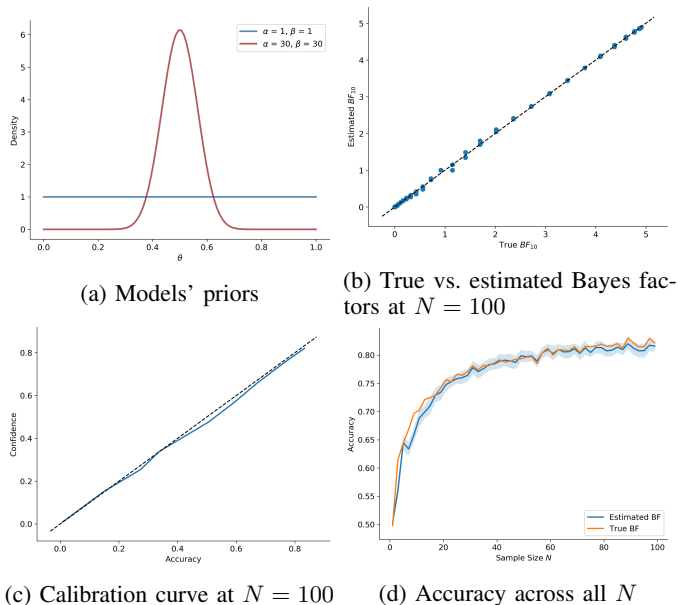 α = 1, β = 1
α = 30, β = 30
Density
6
5
4
3
2
1
0
0.0 0.2 0.4 0.6 0.8 1.0
θ
(a) Models' priors
Estimated BF₁₀
5
4
3
2
1
0
0 1 2 3 4 5
True BF₁₀
(b) True vs. estimated Bayes fac-
tors at N = 100
Confidence
0.8
0.6
0.4
0.2
0.0
0.0 0.2 0.4 0.6 0.8
Accuracy
(c) Calibration curve at N = 100
Accuracy
0.80
0.75
0.70
0.65
0.60
0.55
0.50
Estimated BF
True BF
0 20 40 60 80 100
Sample Size N
(d) Accuracy across all N